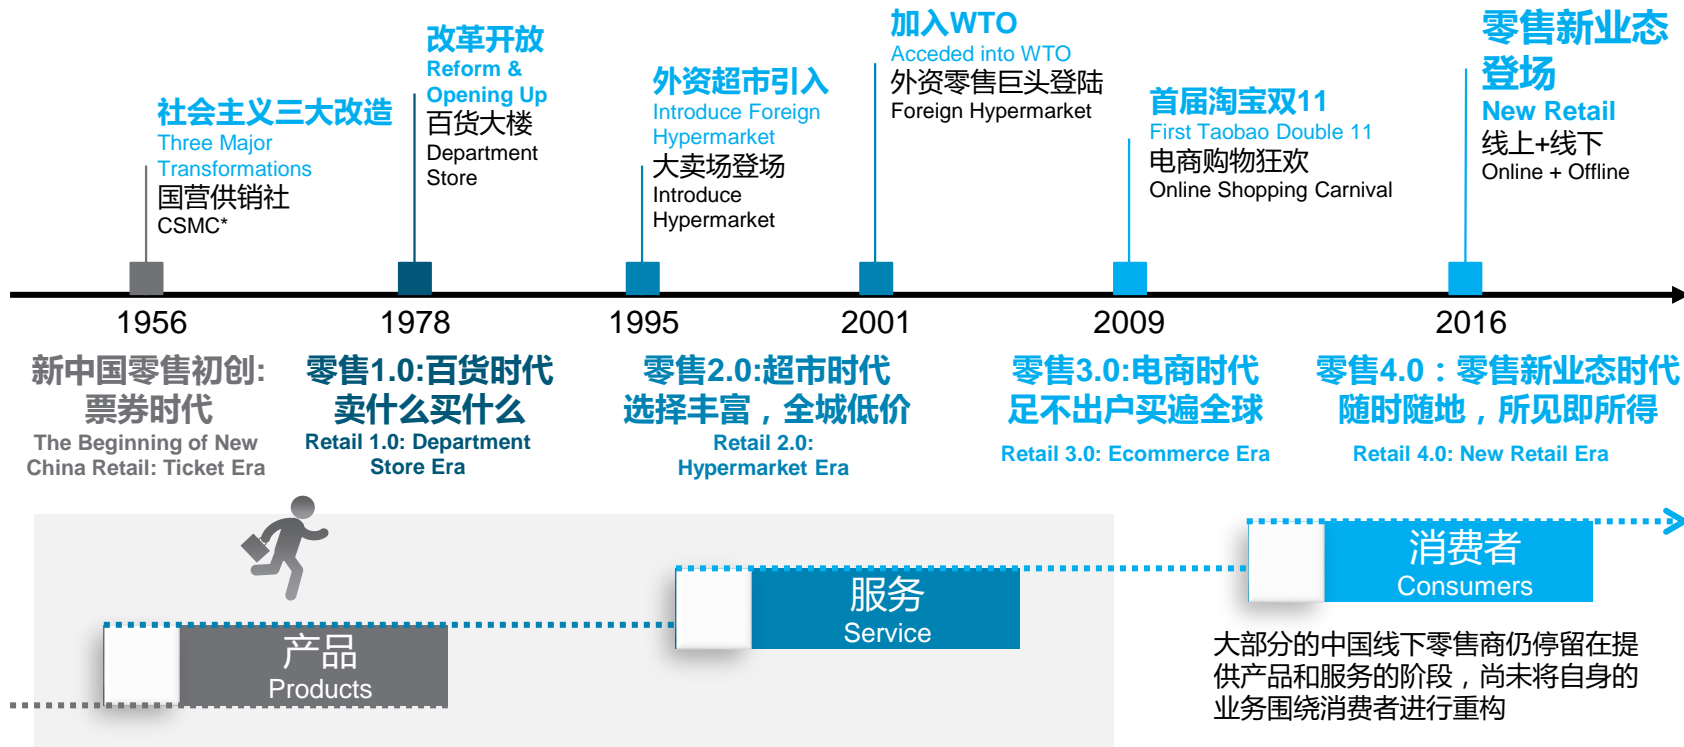 社会主义三大改造
Three Major
Transformations
国营供销社
CSMC*
改革开放
Reform &
Opening Up
百货大楼
Department
Store
外资超市引入
Introduce Foreign
Hypermarket
大卖场登场
Introduce
Hypermarket
加入WTO
Acceded into WTO
外资零售巨头登陆
Foreign Hypermarket
首届淘宝双11
First Taobao Double 11
电商购物狂欢
Online Shopping Carnival
零售新业态
登场
New Retail
线上+线下
Online + Offline
1956
1978
1995
2001
2009
2016
新中国零售初创:
票券时代
The Beginning of New
China Retail: Ticket Era
零售1.0:百货时代
卖什么买什么
Retail 1.0: Department
Store Era
零售2.0:超市时代
选择丰富，全城低价
Retail 2.0:
Hypermarket Era
零售3.0:电商时代
足不出户买遍全球
Retail 3.0: Ecommerce Era
零售4.0：零售新业态时代
随时随地，所见即所得
Retail 4.0: New Retail Era
产品
Products
服务
Service
消费者
Consumers
大部分的中国线下零售商仍停留在提
供产品和服务的阶段，尚未将自身的
业务围绕消费者进行重构